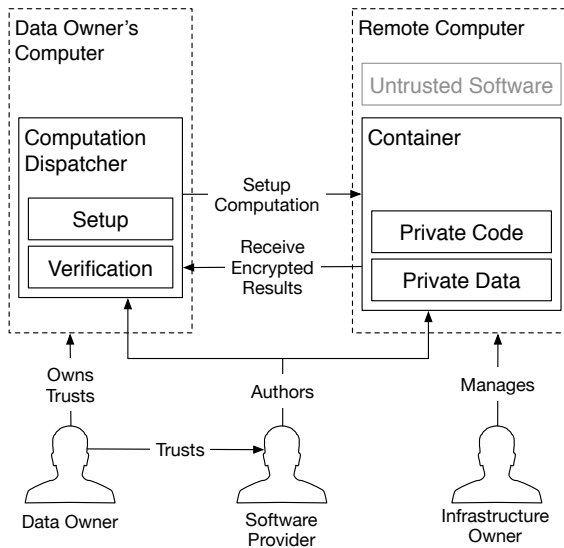 Data Owner's
Computer
Computation
Dispatcher
Setup
Verification
Setup
Computation
Receive
Encrypted
Results
Remote Computer
Untrusted Software
Container
Private Code
Private Data
Owns
Trusts
Authors
Manages
Trusts
Data Owner
Software
Provider
Infrastructure
Owner